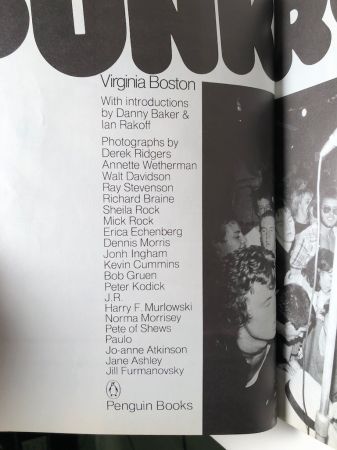 Virginia Boston
With introductions
by Danny Baker &
Ian Rakoff
Photographs by
Derek Ridgers
Annette Wetherman
Walt Davidson
Ray Stevenson
Richard Braine
Sheila Rock
Mick Rock
Erica Echenberg
Dennis Morris
Jonh Ingham
Kevin Cummins
Bob Gruen
Peter Kodick
J.R.
Harry F. Murlowski
Norma Morrisey
Pete of Shews
Paulo
Jo-anne Atkinson
Jane Ashley
Jill Furmanovsky
Penguin Books